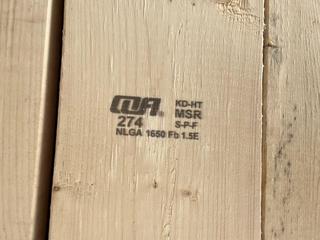 KD-HT
MSR
274 S-P-F
NLGA 1650 Fb 1.5E